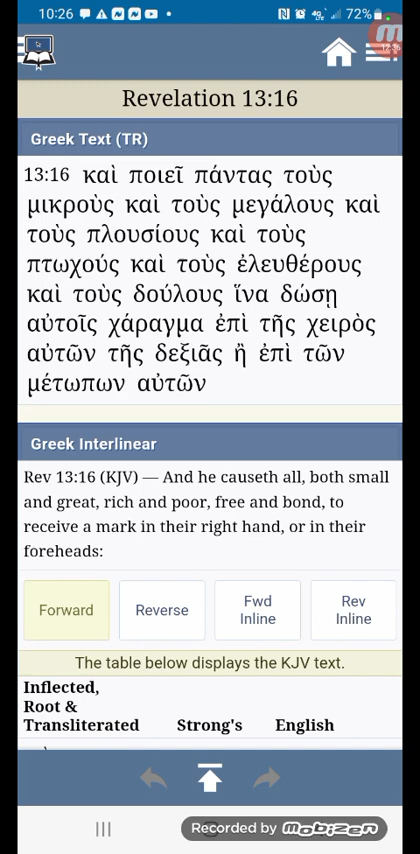 10:26
72%
12:36
Revelation 13:16
Greek Text (TR)
13:16 καὶ ποιεῖ πάντας τοὺς
μικροὺς καὶ τοὺς μεγάλους καὶ
τοὺς πλουσίους καὶ τοὺς
πτωχούς καὶ τοὺς ἐλευθέρους
καὶ τοὺς δούλους ἵνα δώσῃ
αὐτοῖς χάραγμα ἐπὶ τῆς χειρὸς
αὐτῶν τῆς δεξιᾶς ἢ ἐπὶ τῶν
μέτωπων αὐτῶν
Greek Interlinear
Rev 13:16 (KJV) — And he causeth all, both small
and great, rich and poor, free and bond, to
receive a mark in their right hand, or in their
foreheads:
Forward Reverse Fwd Inline Rev Inline
The table below displays the KJV text.
Inflected,
Root &
Transliterated Strong's English
Recorded by mobizen